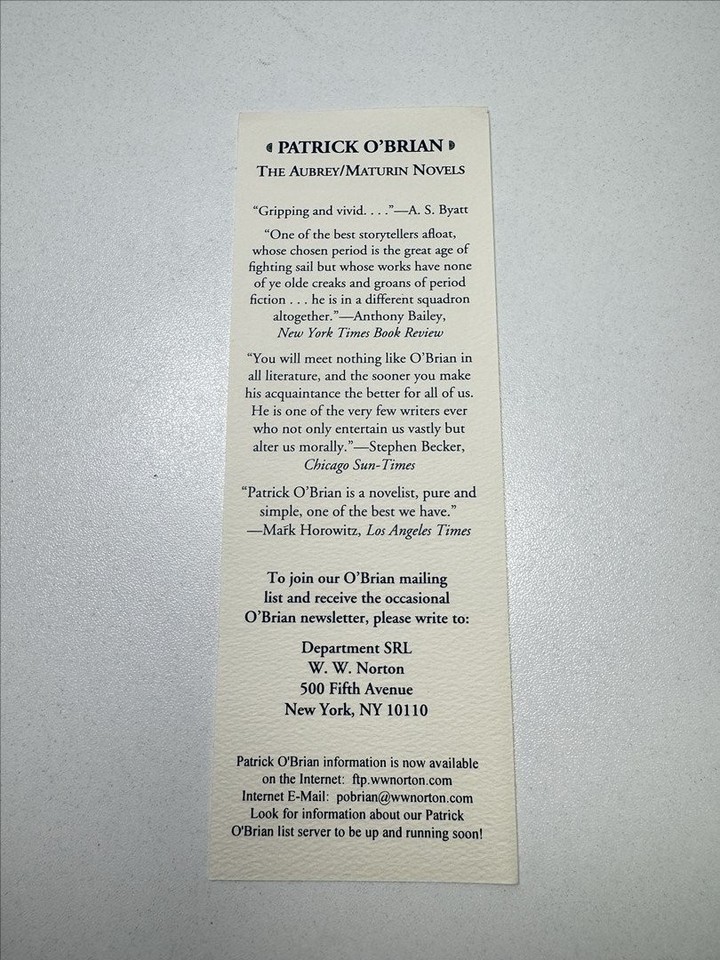 PATRICK O'BRIAN
THE AUBREY/MATURIN NOVELS
“Gripping and vivid. . . .”—A. S. Byatt
“One of the best storytellers afloat,
whose chosen period is the great age of
fighting sail but whose works have none
of ye olde creaks and groans of period
fiction . . . he is in a different squadron
altogether.”—Anthony Bailey,
New York Times Book Review
“You will meet nothing like O’Brian in
all literature, and the sooner you make
his acquaintance the better for all of us.
He is one of the very few writers ever
who not only entertain us vastly but
alter us morally.”—Stephen Becker,
Chicago Sun-Times
“Patrick O’Brian is a novelist, pure and
simple, one of the best we have.”
—Mark Horowitz, Los Angeles Times
To join our O’Brian mailing
list and receive the occasional
O’Brian newsletter, please write to:
Department SRL
W. W. Norton
500 Fifth Avenue
New York, NY 10110
Patrick O'Brian information is now available
on the Internet: ftp.wwnorton.com
Internet E-Mail: pobrian@wwnorton.com
Look for information about our Patrick
O'Brian list server to be up and running soon!